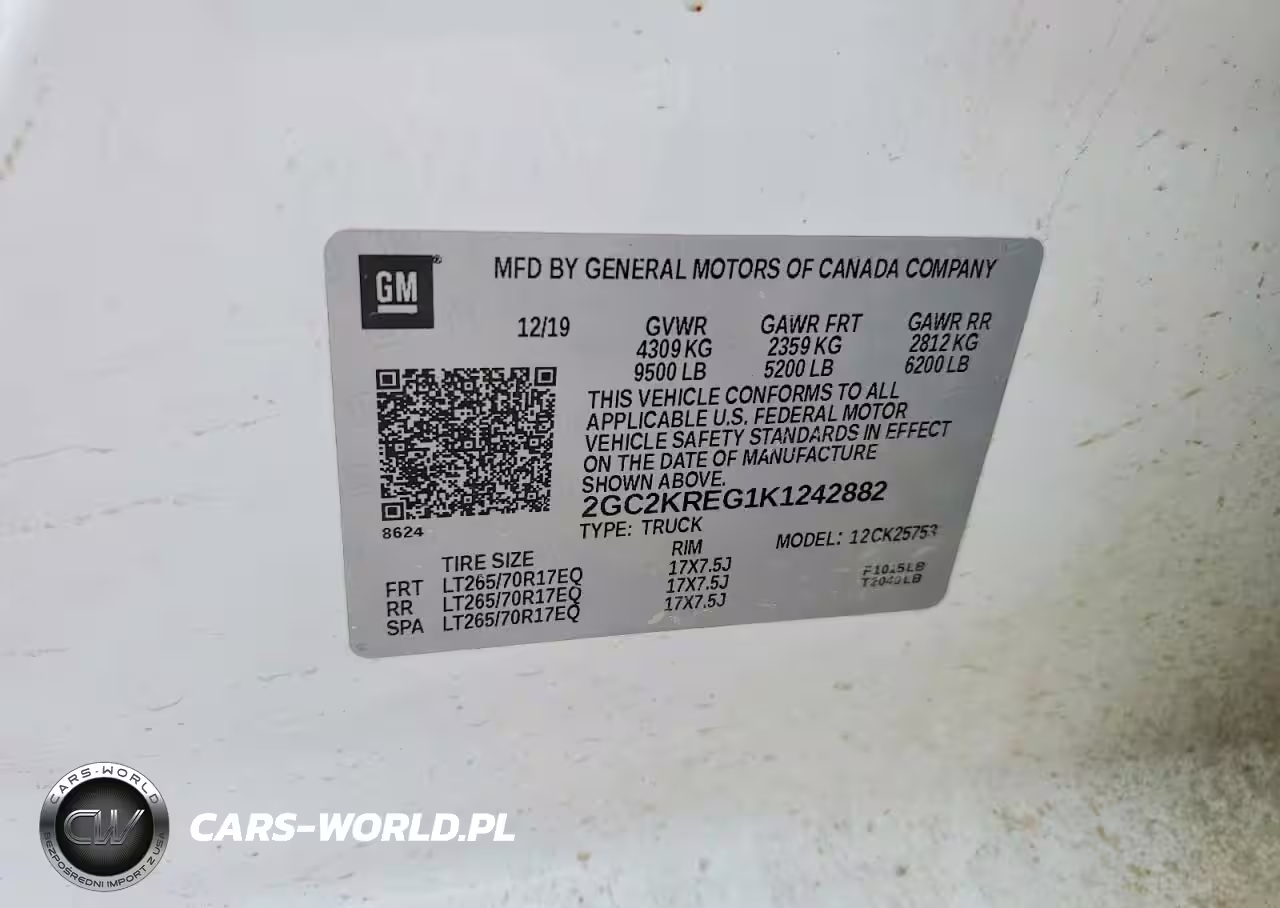 GM®
MFD BY GENERAL MOTORS OF CANADA COMPANY
12/19
GVWR GAWR FRT GAWR RR
4309 KG 2359 KG 2812 KG
9500 LB 5200 LB 6200 LB
THIS VEHICLE CONFORMS TO ALL
APPLICABLE U.S. FEDERAL MOTOR
VEHICLE SAFETY STANDARDS IN EFFECT
ON THE DATE OF MANUFACTURE
SHOWN ABOVE.
2GC2KREG1K1242882
8624
TYPE: TRUCK MODEL: 12CK25753
TIRE SIZE RIM
FRT LT265/70R17EQ 17X7.5J
RR LT265/70R17EQ 17X7.5J
SPA LT265/70R17EQ 17X7.5J
CARS-WORLD
CW
BEZPOŚREDNI IMPORT Z USA
CARS-WORLD.PL